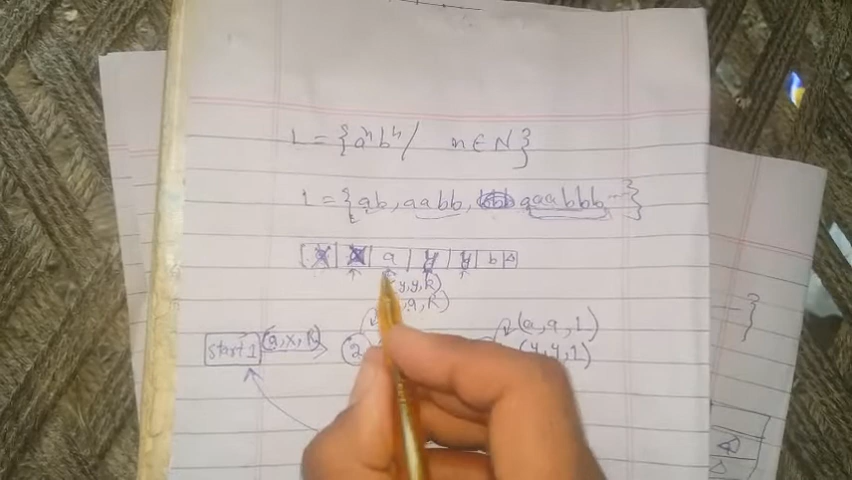 L = {aⁿbⁿ / n ∈ N}
L = {ab, aabb, aaabbb ...}
x x a y y b Δ
y,y,R)
,a,R)
start 1 (a,x,R) 2 (a,a,L)
(y,y,L)
}
Δ
Δ